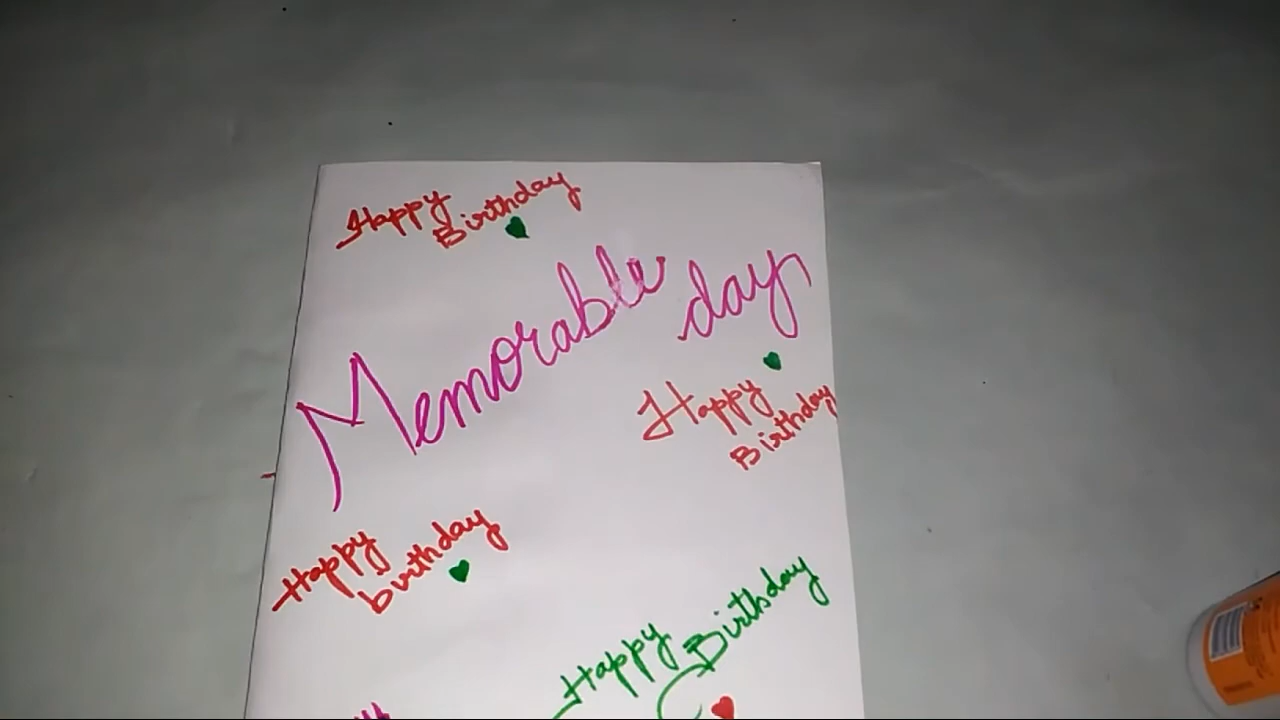 Happy
Birthday
Memorable day
Happy
Birthday
Happy
birthday
Happy Birthday